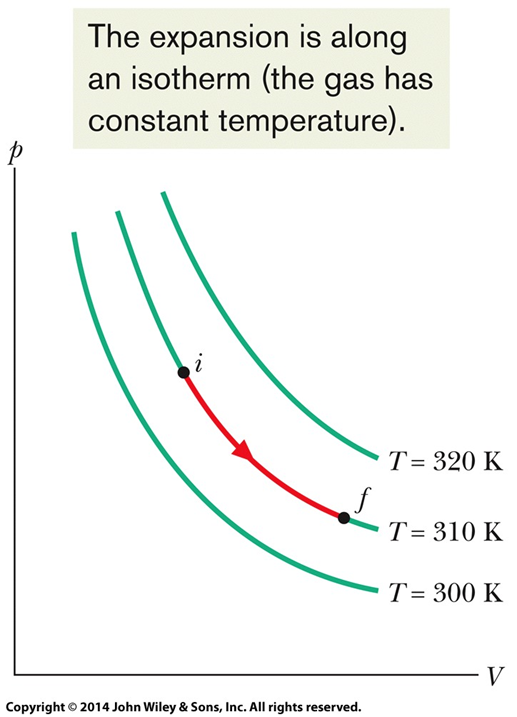 The expansion is along
an isotherm (the gas has
constant temperature).
p
i
T = 320 K
f
T = 310 K
T = 300 K
V
Copyright © 2014 John Wiley & Sons, Inc. All rights reserved.